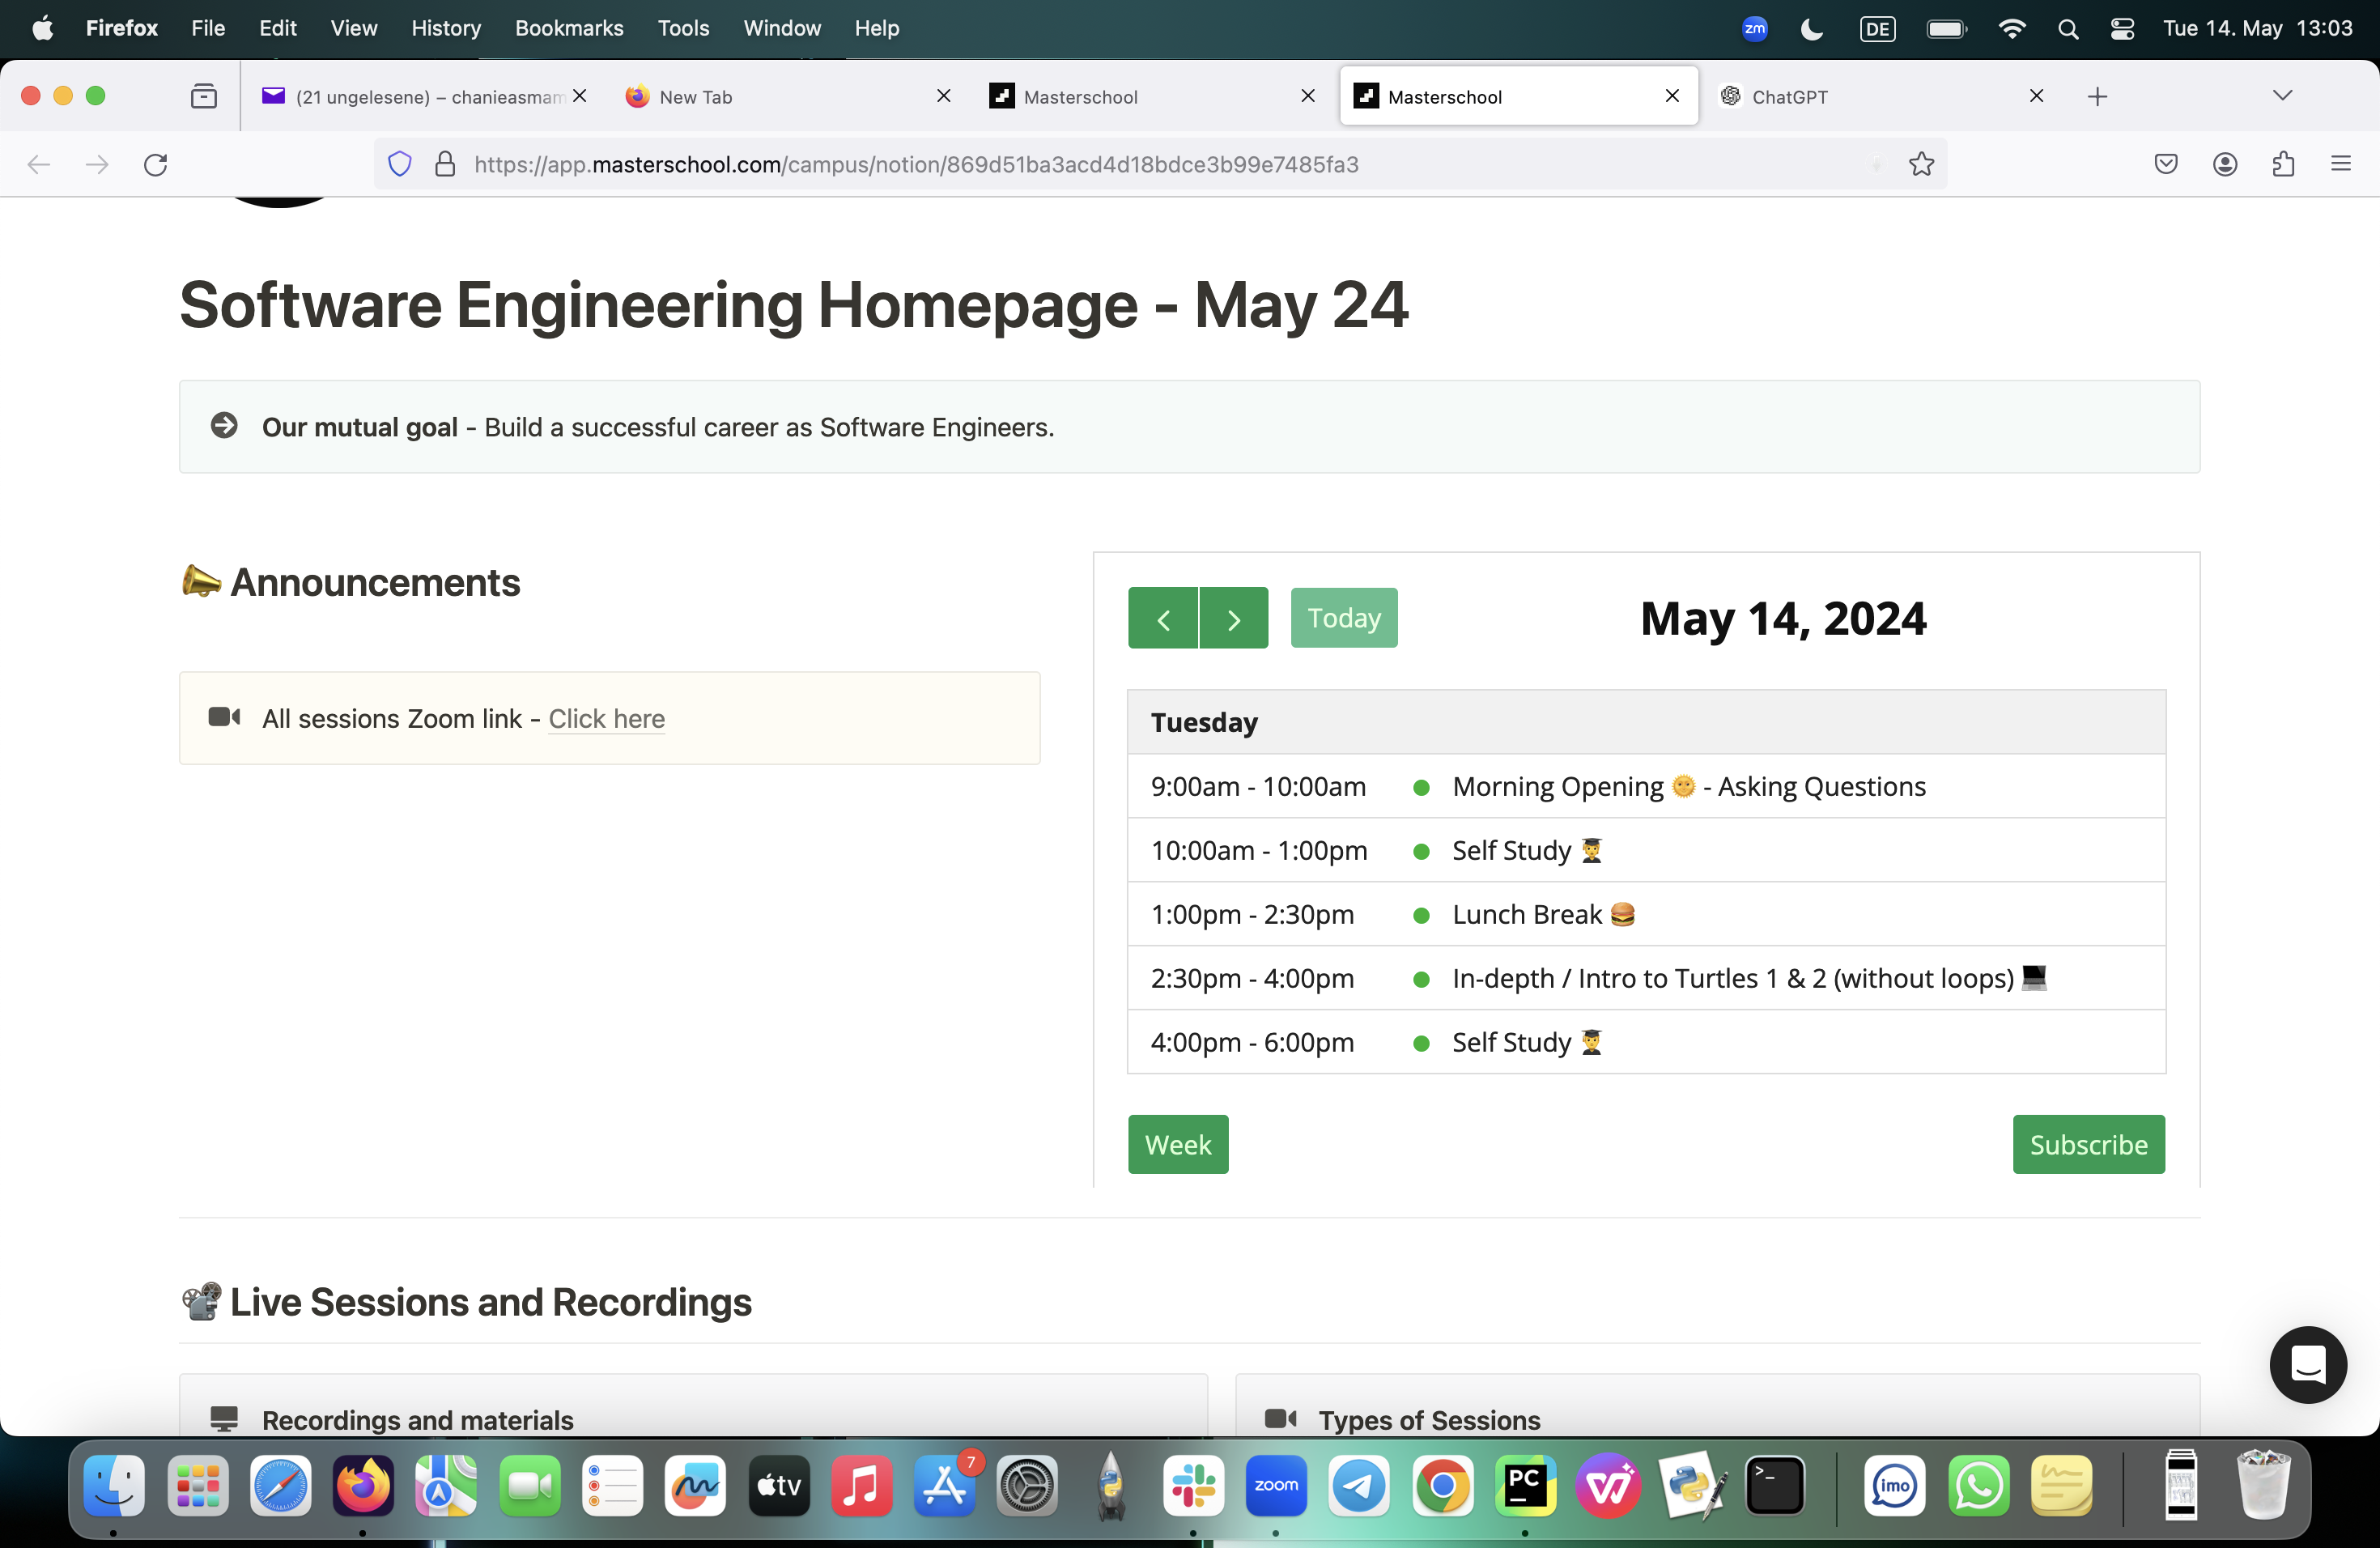 Firefox File Edit View History Bookmarks Tools Window Help zm DE Tue 14. May 13:03
(21 ungelesene) – chanieasmam New Tab Masterschool Masterschool ChatGPT
https://app.masterschool.com/campus/notion/869d51ba3acd4d18bdce3b99e7485fa3
Software Engineering Homepage - May 24
Our mutual goal - Build a successful career as Software Engineers.
Announcements
All sessions Zoom link - Click here
Today May 14, 2024
Tuesday
9:00am - 10:00am Morning Opening 🌞 - Asking Questions
10:00am - 1:00pm Self Study 🧑‍🎓
1:00pm - 2:30pm Lunch Break 🍔
2:30pm - 4:00pm In-depth / Intro to Turtles 1 & 2 (without loops) 💻
4:00pm - 6:00pm Self Study 🧑‍🎓
Week Subscribe
Live Sessions and Recordings
Recordings and materials
Types of Sessions
tv 7 zoom PC >_ imo